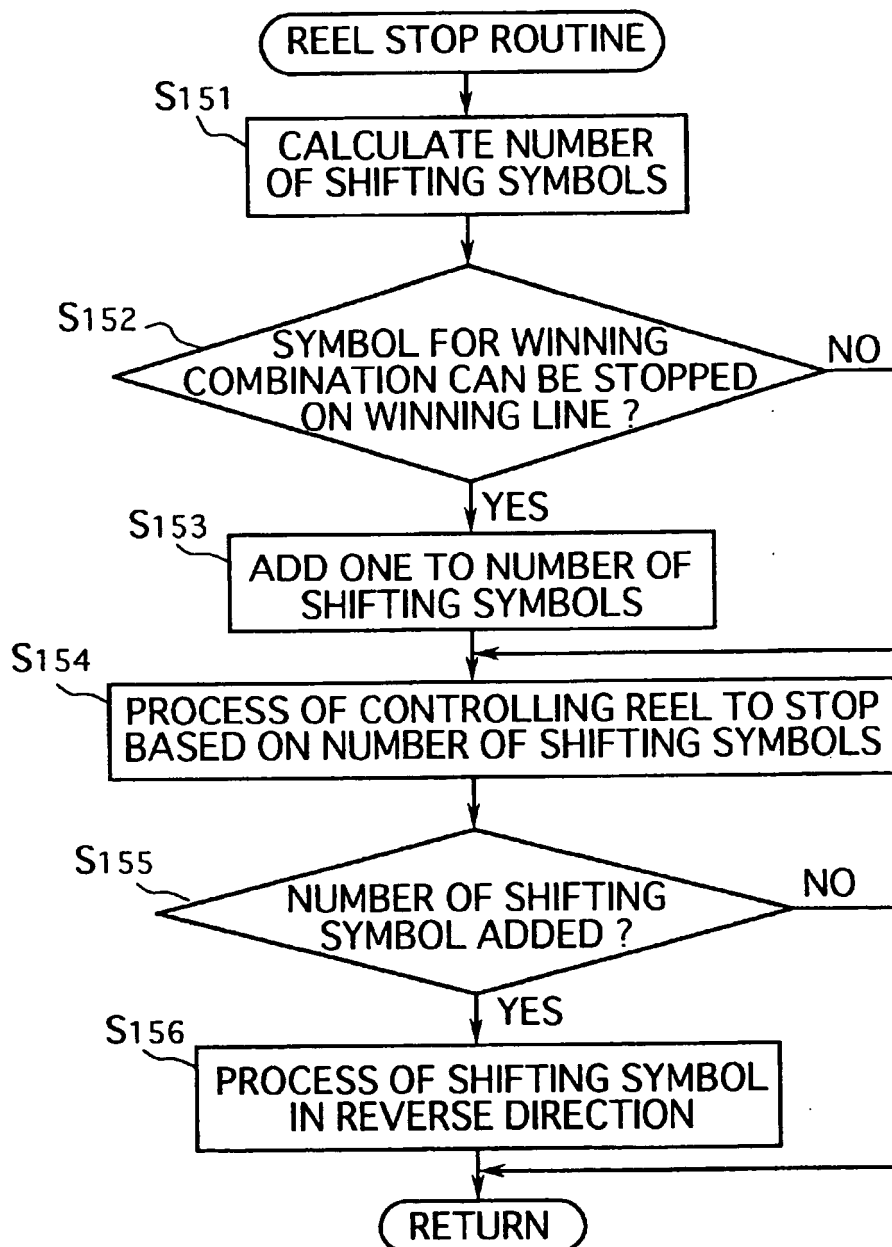 REEL STOP ROUTINE
S151
CALCULATE NUMBER
OF SHIFTING SYMBOLS
S152
SYMBOL FOR WINNING
COMBINATION CAN BE STOPPED
ON WINNING LINE ?
NO
YES
S153
ADD ONE TO NUMBER OF
SHIFTING SYMBOLS
S154
PROCESS OF CONTROLLING REEL TO STOP
BASED ON NUMBER OF SHIFTING SYMBOLS
S155
NUMBER OF SHIFTING
SYMBOL ADDED ?
NO
YES
S156
PROCESS OF SHIFTING SYMBOL
IN REVERSE DIRECTION
RETURN